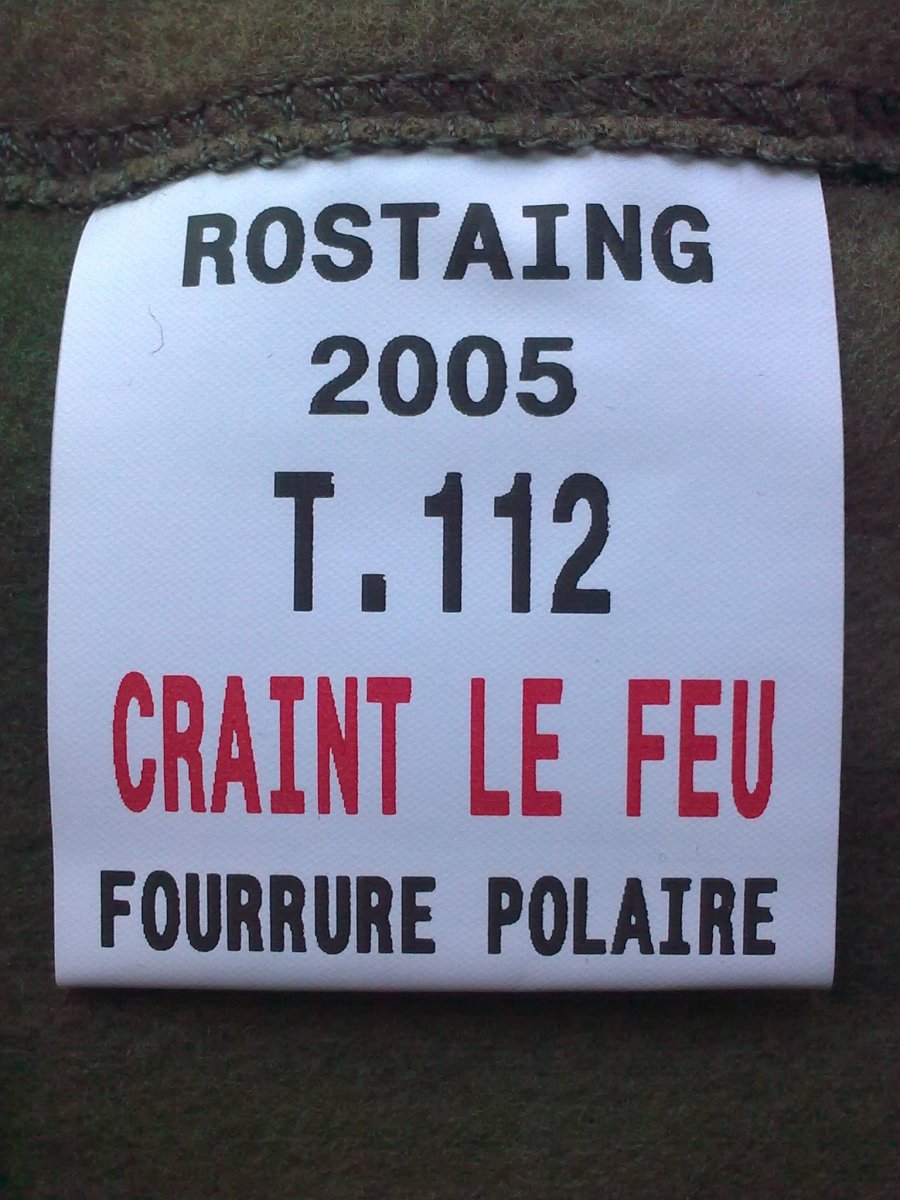 ROSTAING
2005
T.112
CRAINT LE FEU
FOURRURE POLAIRE